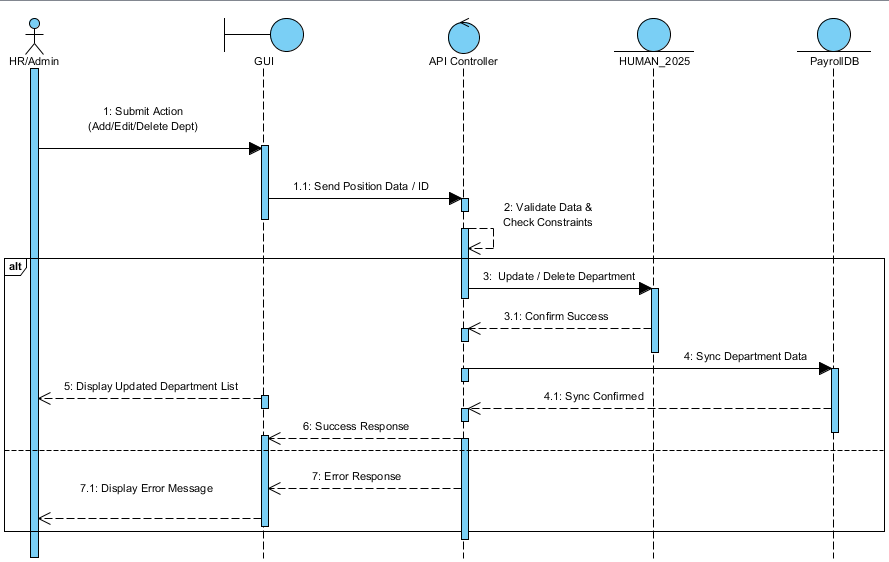 HR/Admin
GUI
API Controller
HUMAN_2025
PayrollDB
1: Submit Action
(Add/Edit/Delete Dept)
1.1: Send Position Data / ID
2: Validate Data &
Check Constraints
alt
3:  Update / Delete Department
3.1: Confirm Success
4: Sync Department Data
5: Display Updated Department List
4.1: Sync Confirmed
6: Success Response
7: Error Response
7.1: Display Error Message